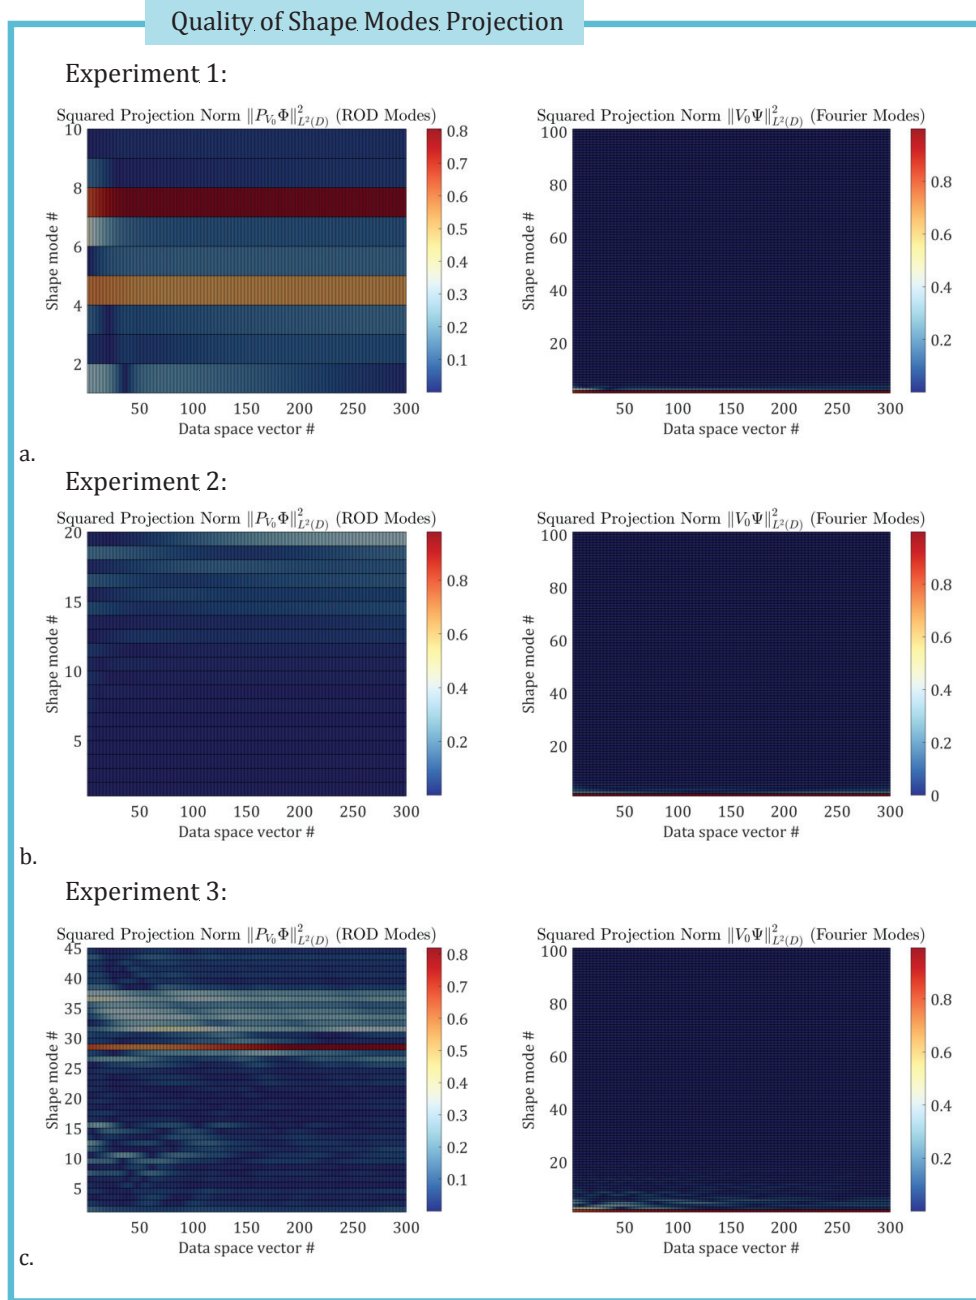 Quality of Shape Modes Projection
Experiment 1:
Squared Projection Norm ‖P_{V₀}Φ‖²_{L²(D)} (ROD Modes)
10
8
6
4
2
Shape mode #
50 100 150 200 250 300
Data space vector #
0.8
0.7
0.6
0.5
0.4
0.3
0.2
0.1
Squared Projection Norm ‖V₀Ψ‖²_{L²(D)} (Fourier Modes)
100
80
60
40
20
Shape mode #
50 100 150 200 250 300
Data space vector #
0.8
0.6
0.4
0.2
a.
Experiment 2:
Squared Projection Norm ‖P_{V₀}Φ‖²_{L²(D)} (ROD Modes)
20
15
10
5
Shape mode #
50 100 150 200 250 300
Data space vector #
0.8
0.6
0.4
0.2
Squared Projection Norm ‖V₀Ψ‖²_{L²(D)} (Fourier Modes)
100
80
60
40
20
Shape mode #
50 100 150 200 250 300
Data space vector #
0.8
0.6
0.4
0.2
0
b.
Experiment 3:
Squared Projection Norm ‖P_{V₀}Φ‖²_{L²(D)} (ROD Modes)
45
40
35
30
25
20
15
10
5
Shape mode #
50 100 150 200 250 300
Data space vector #
0.8
0.7
0.6
0.5
0.4
0.3
0.2
0.1
Squared Projection Norm ‖V₀Ψ‖²_{L²(D)} (Fourier Modes)
100
80
60
40
20
Shape mode #
50 100 150 200 250 300
Data space vector #
0.8
0.6
0.4
0.2
c.